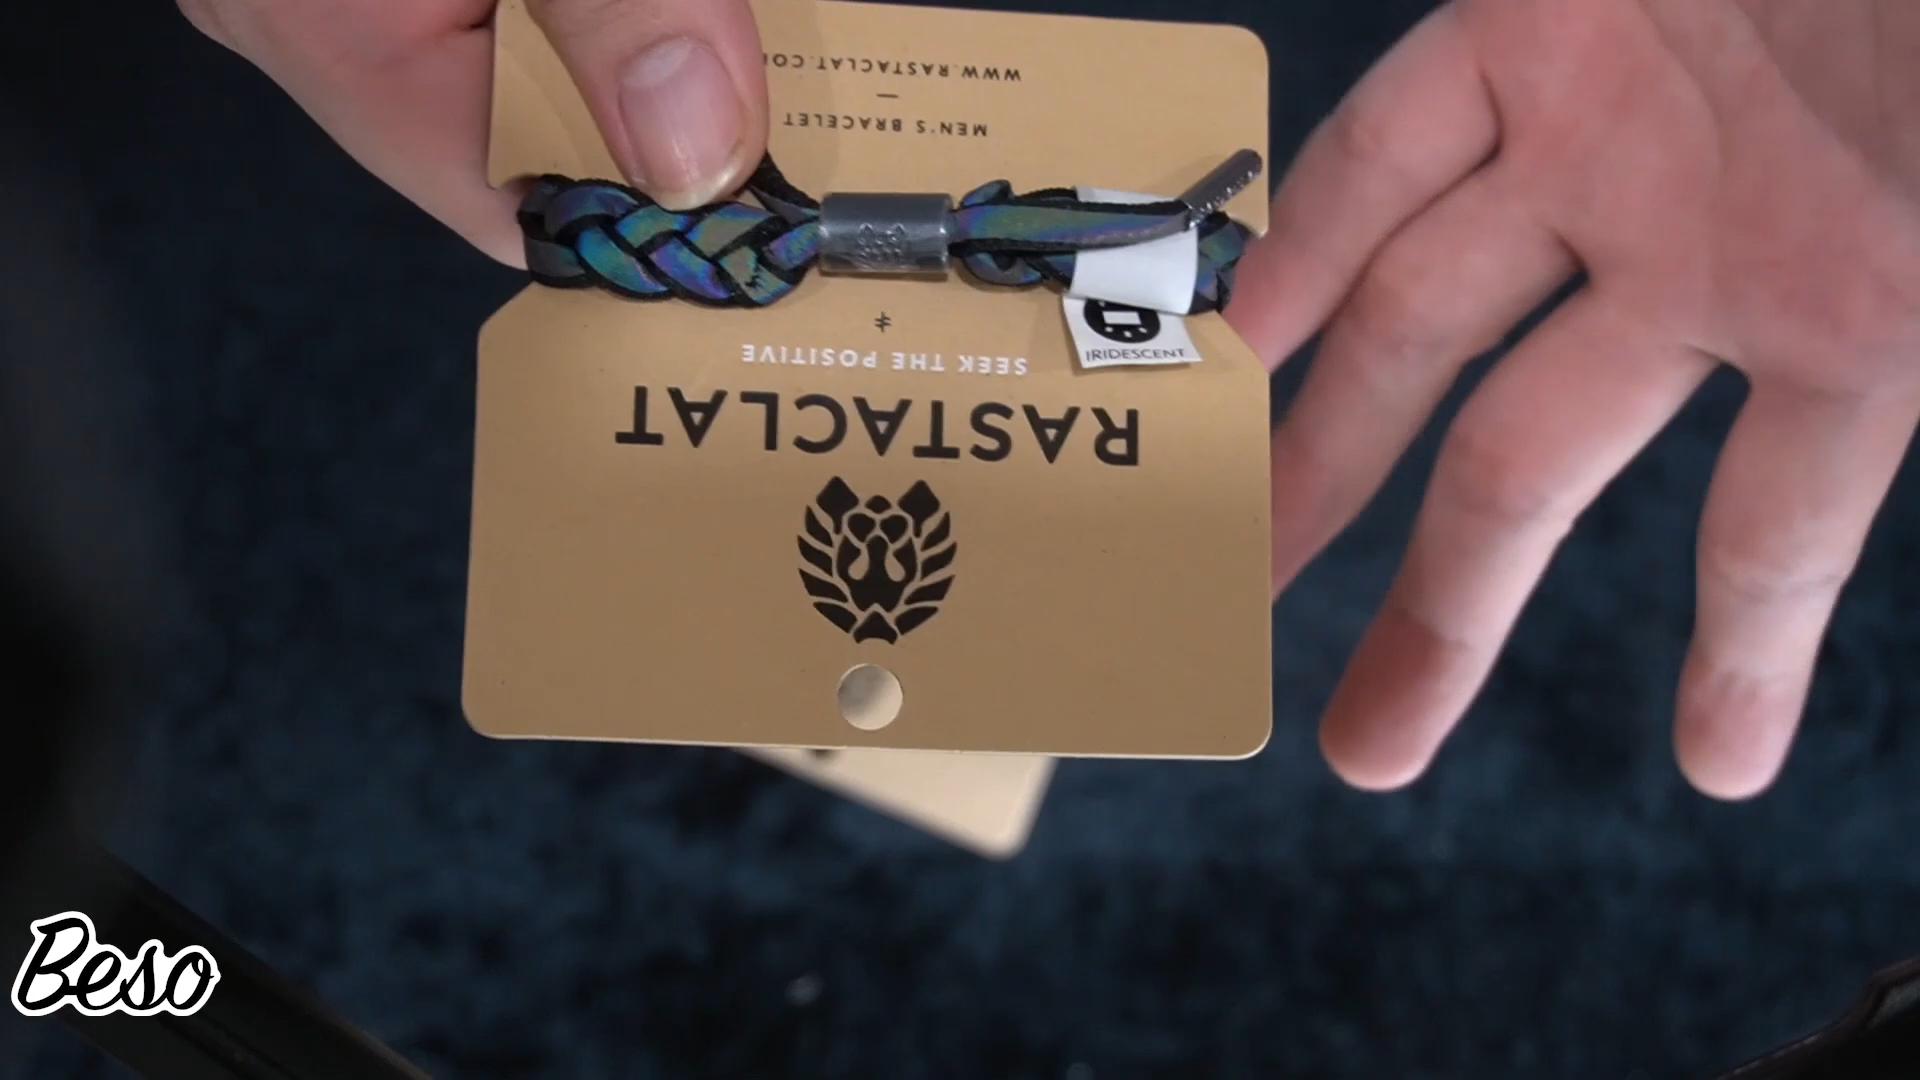 RASTACLAT
SEEK THE POSITIVE
MEN'S BRACELET
WWW.RASTACLAT.CO
IRIDESCENT
Beso